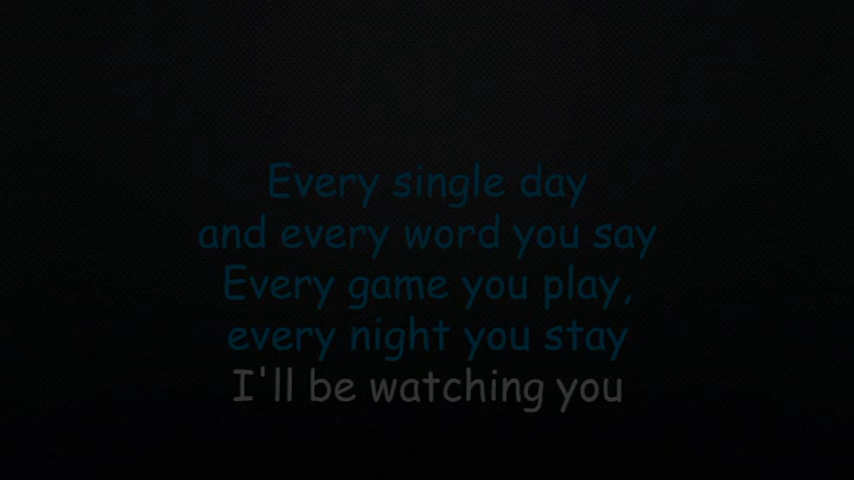 Every single day
and every word you say
Every game you play,
every night you stay
I'll be watching you